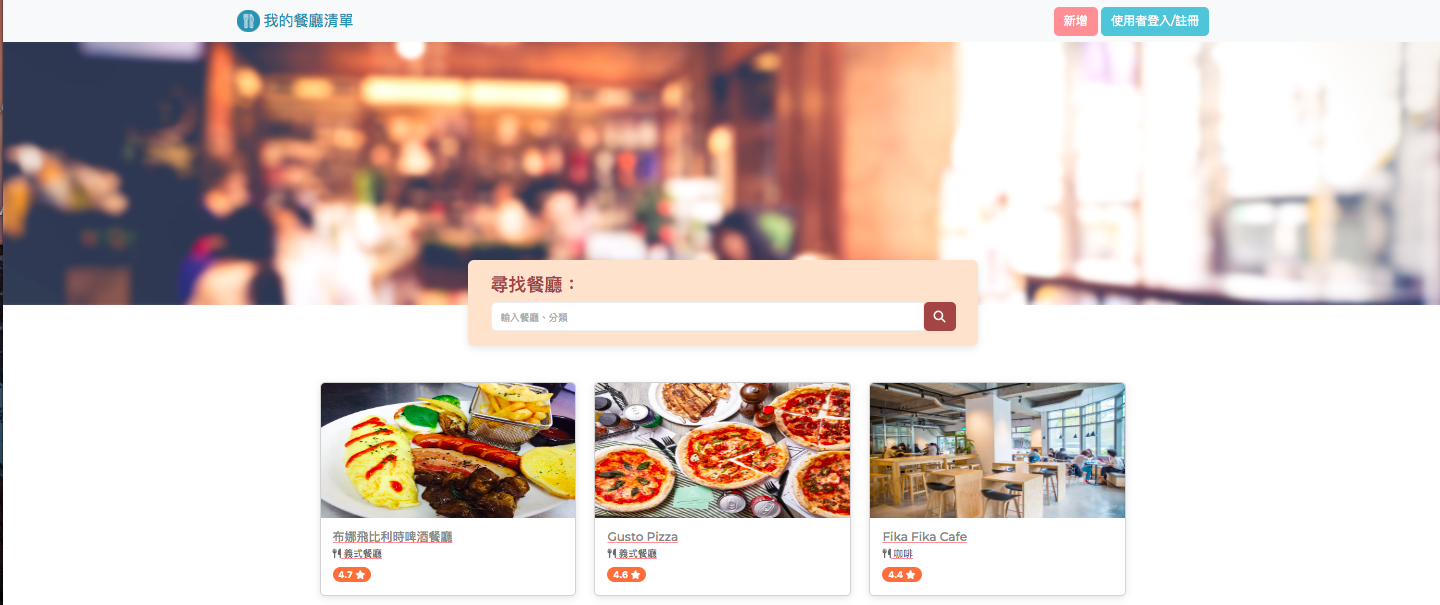 我的餐廳清單
新增
使用者登入/註冊
尋找餐廳：
輸入餐廳、分類
布娜飛比利時啤酒餐廳
義式餐廳
4.7
Gusto Pizza
義式餐廳
4.6
Fika Fika Cafe
咖啡
4.4